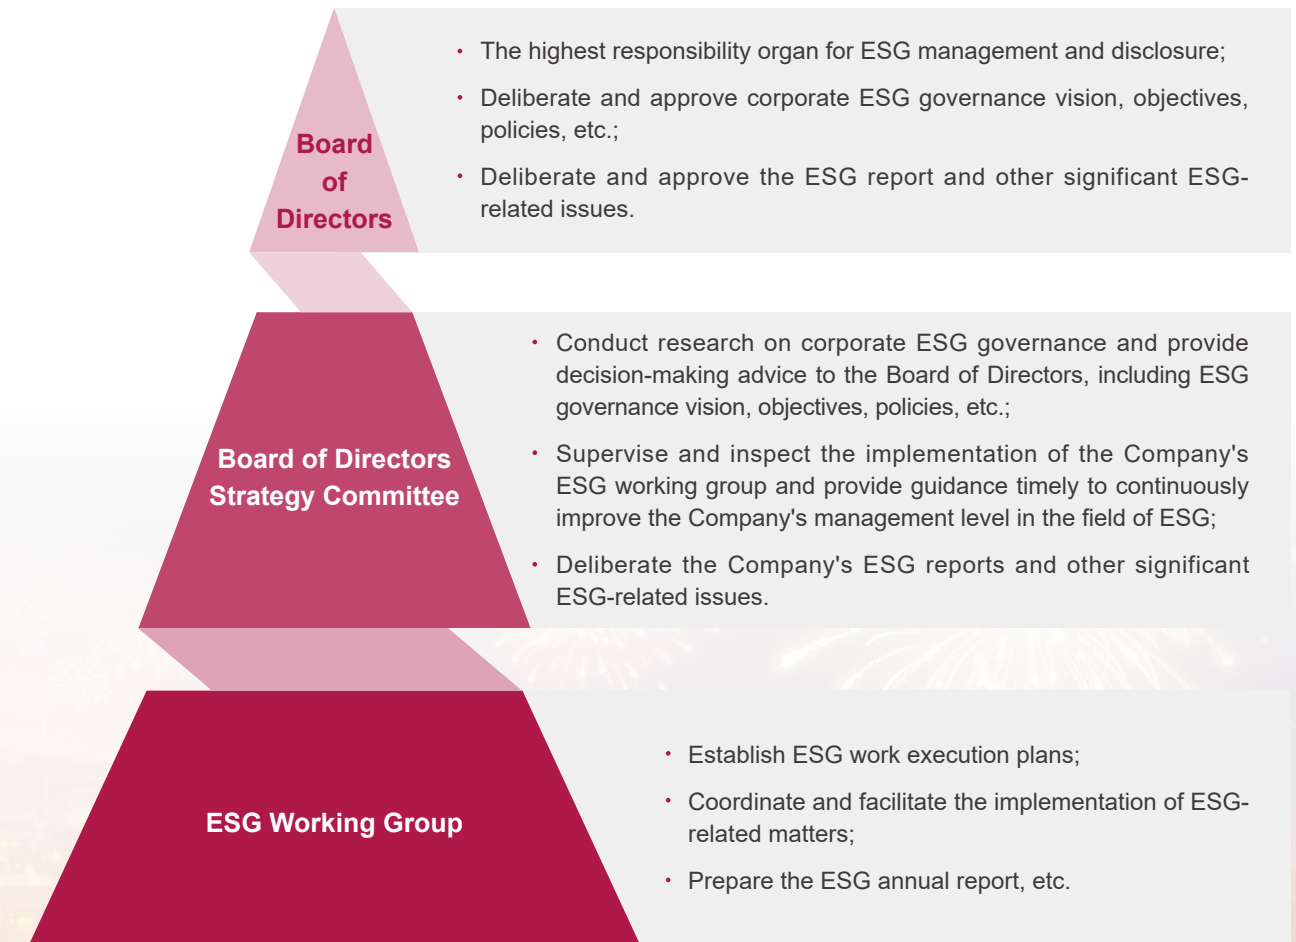 Board
of
Directors
· The highest responsibility organ for ESG management and disclosure;
· Deliberate and approve corporate ESG governance vision, objectives,
policies, etc.;
· Deliberate and approve the ESG report and other significant ESG-
related issues.
Board of Directors
Strategy Committee
· Conduct research on corporate ESG governance and provide
decision-making advice to the Board of Directors, including ESG
governance vision, objectives, policies, etc.;
· Supervise and inspect the implementation of the Company's
ESG working group and provide guidance timely to continuously
improve the Company's management level in the field of ESG;
· Deliberate the Company's ESG reports and other significant
ESG-related issues.
ESG Working Group
· Establish ESG work execution plans;
· Coordinate and facilitate the implementation of ESG-
related matters;
· Prepare the ESG annual report, etc.